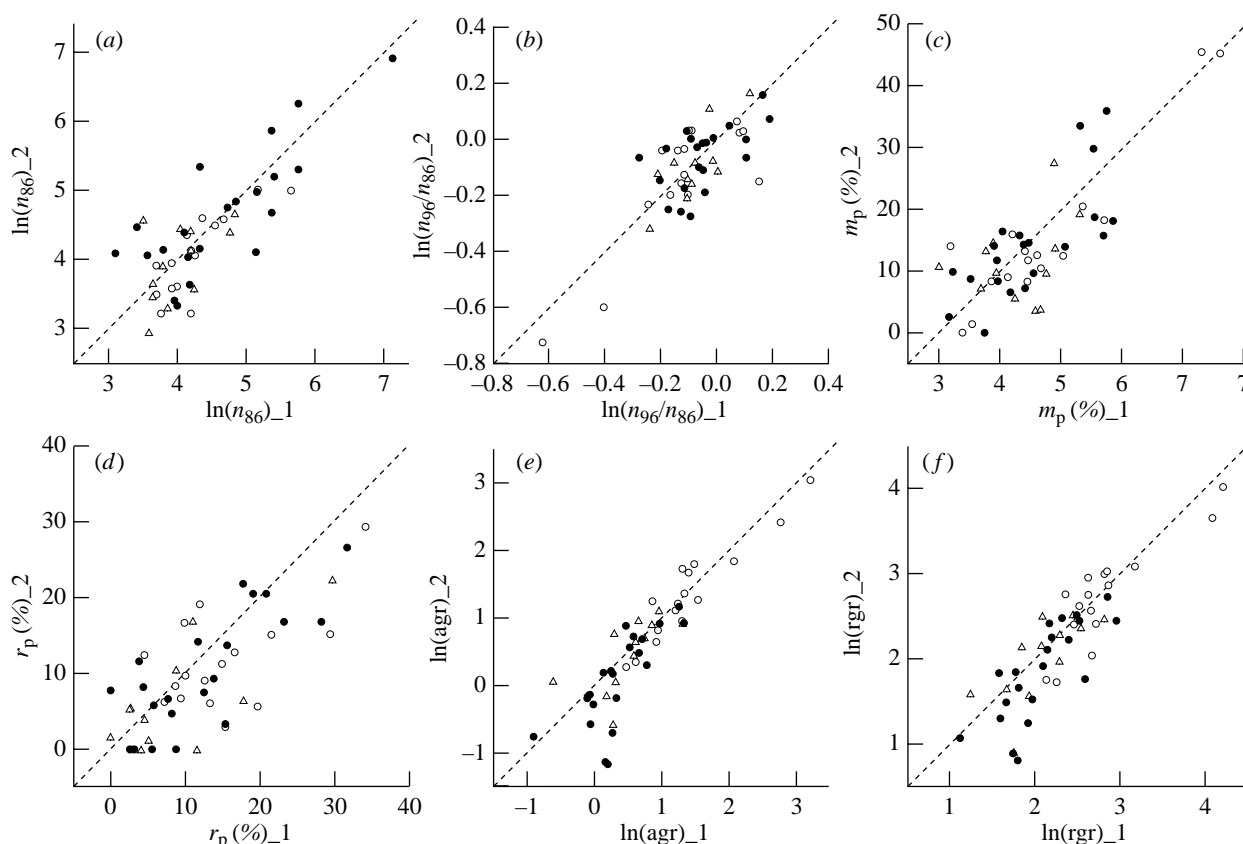 (a)
7
6
5
4
3
ln(n86)_2
3 4 5 6 7
ln(n86)_1
(b)
0.4
0.2
0.0
–0.2
–0.4
–0.6
–0.8
ln(n96/n86)_2
–0.8 –0.6 –0.4 –0.2 0.0 0.2 0.4
ln(n96/n86)_1
(c)
50
40
30
20
10
0
mp (%)_2
3 4 5 6 7 7
mp (%)_1
(d)
40
30
20
10
0
rp (%)_2
0 10 20 30 40
rp (%)_1
(e)
3
2
1
0
–1
ln(agr)_2
–1 0 1 2 3
ln(agr)_1
(f)
4
3
2
1
ln(rgr)_2
1 2 3 4
ln(rgr)_1